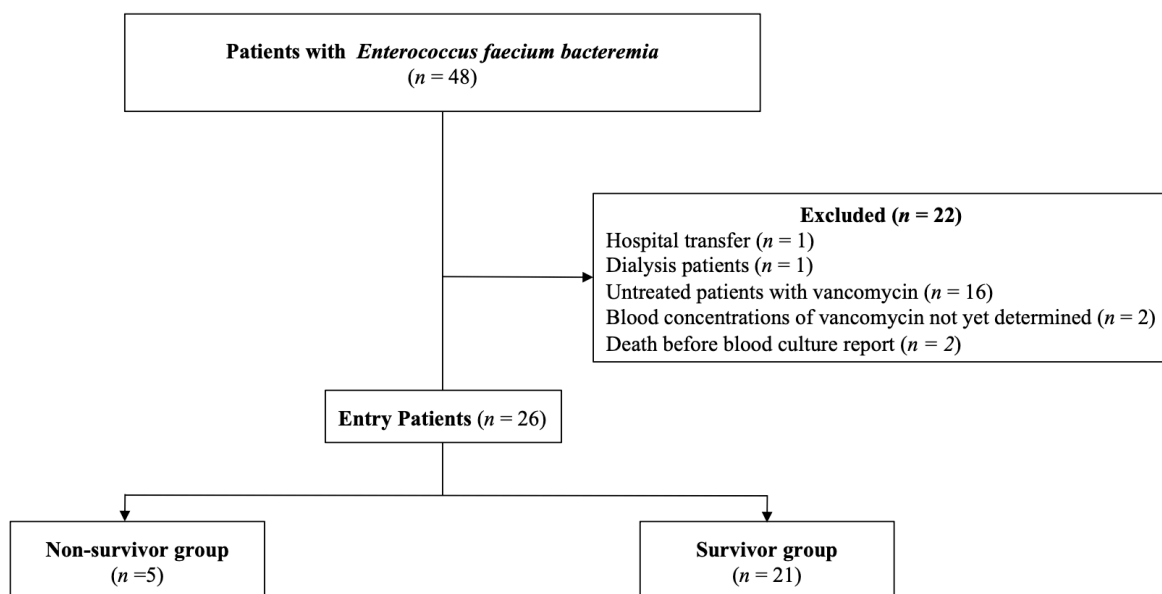 Patients with Enterococcus faecium bacteremia
(n = 48)
Excluded (n = 22)
Hospital transfer (n = 1)
Dialysis patients (n = 1)
Untreated patients with vancomycin (n = 16)
Blood concentrations of vancomycin not yet determined (n = 2)
Death before blood culture report (n = 2)
Entry Patients (n = 26)
Non-survivor group
(n =5)
Survivor group
(n = 21)